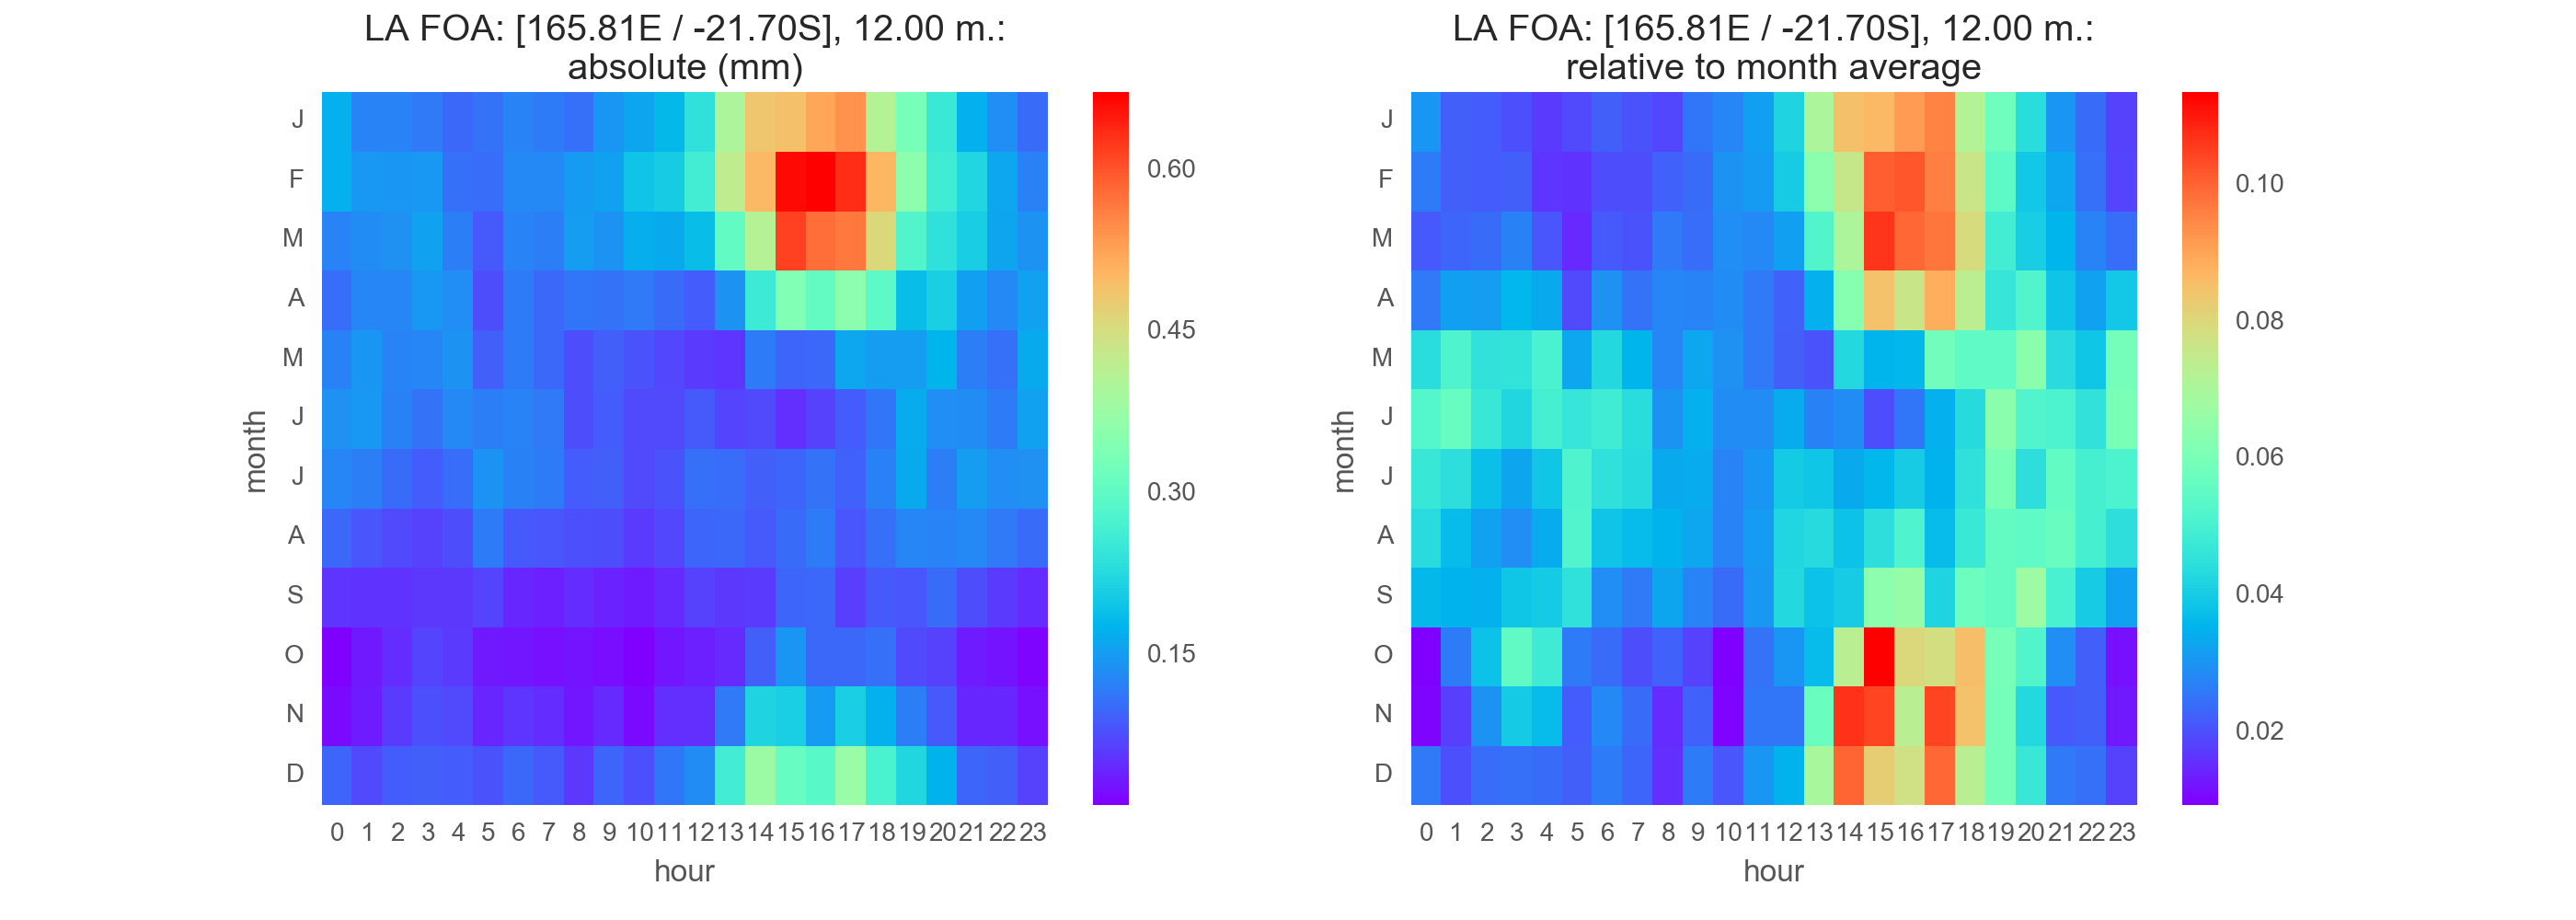 LA FOA: [165.81E / -21.70S], 12.00 m.:
absolute (mm)
J
F
M
A
M
J
J
A
S
O
N
D
month
0 1 2 3 4 5 6 7 8 9 10 11 12 13 14 15 16 17 18 19 20 21 22 23
hour
0.60
0.45
0.30
0.15
LA FOA: [165.81E / -21.70S], 12.00 m.:
relative to month average
J
F
M
A
M
J
J
A
S
O
N
D
month
0 1 2 3 4 5 6 7 8 9 10 11 12 13 14 15 16 17 18 19 20 21 22 23
hour
0.10
0.08
0.06
0.04
0.02